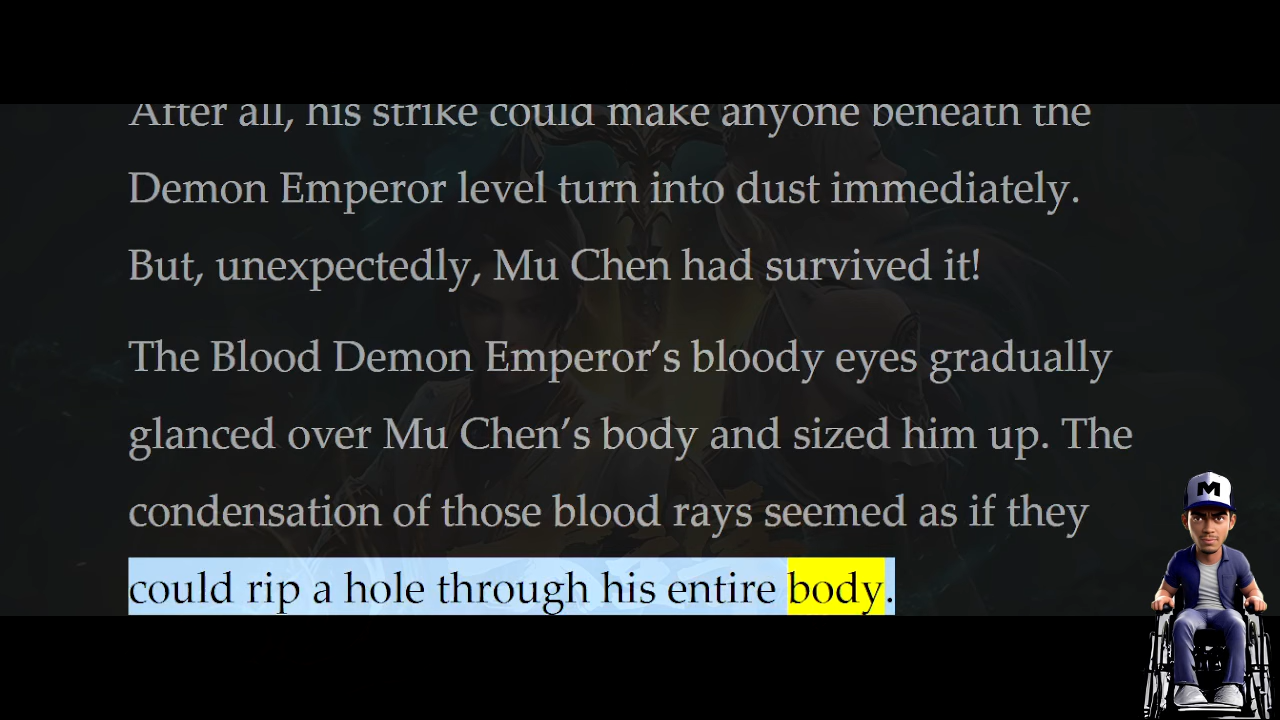 After all, his strike could make anyone beneath the
Demon Emperor level turn into dust immediately.
But, unexpectedly, Mu Chen had survived it!
The Blood Demon Emperor’s bloody eyes gradually
glanced over Mu Chen’s body and sized him up. The
condensation of those blood rays seemed as if they
could rip a hole through his entire body.
M